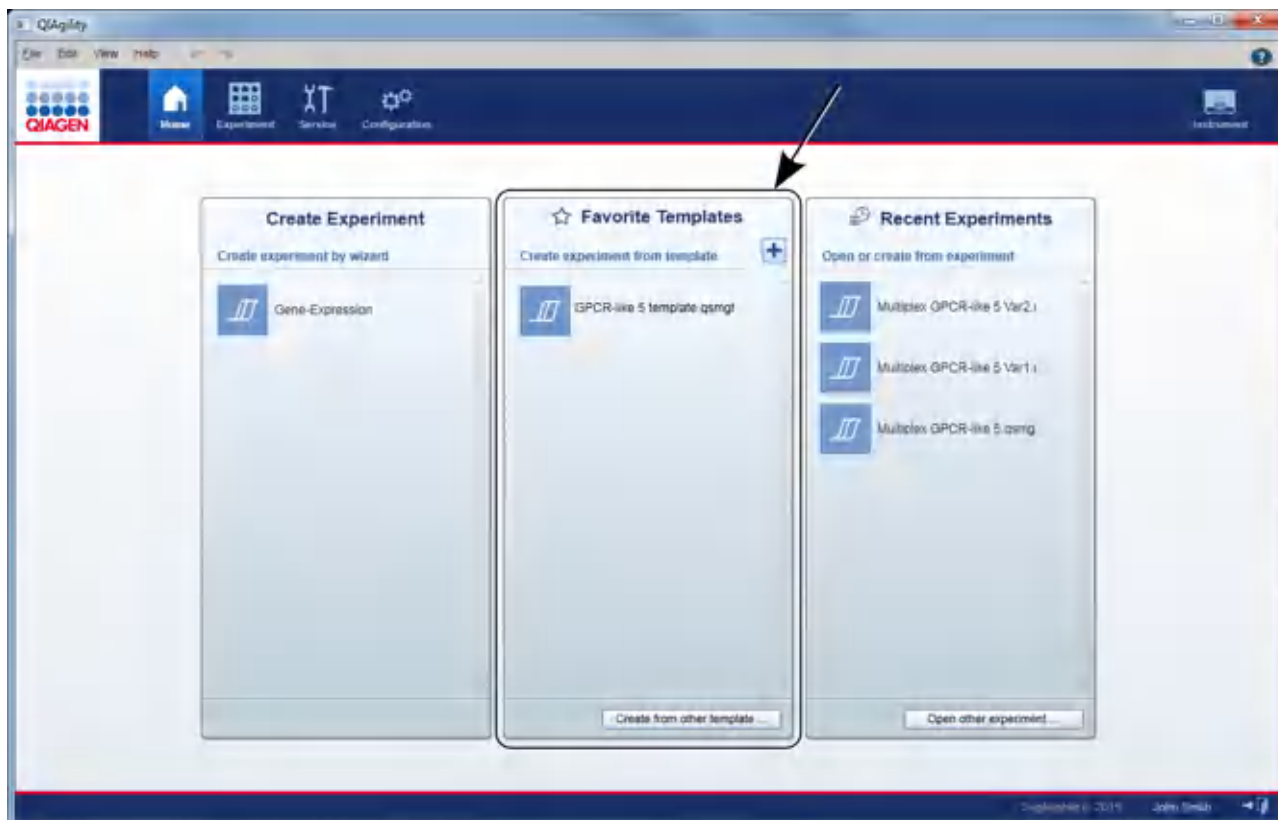 QIAgility
File Edit View Help
QIAGEN
Home
Experiment
Service
Configuration
Instrument
Create Experiment
Create experiment by wizard
Gene-Expression
Favorite Templates
Create experiment from template
GPCR-like 5 template.qsmgt
Create from other template ...
Recent Experiments
Open or create from experiment
Multiplex GPCR-like 5 Var2.
Multiplex GPCR-like 5 Var1.
Multiplex GPCR-like 5.qsmg
Open other experiment ...
John Smith